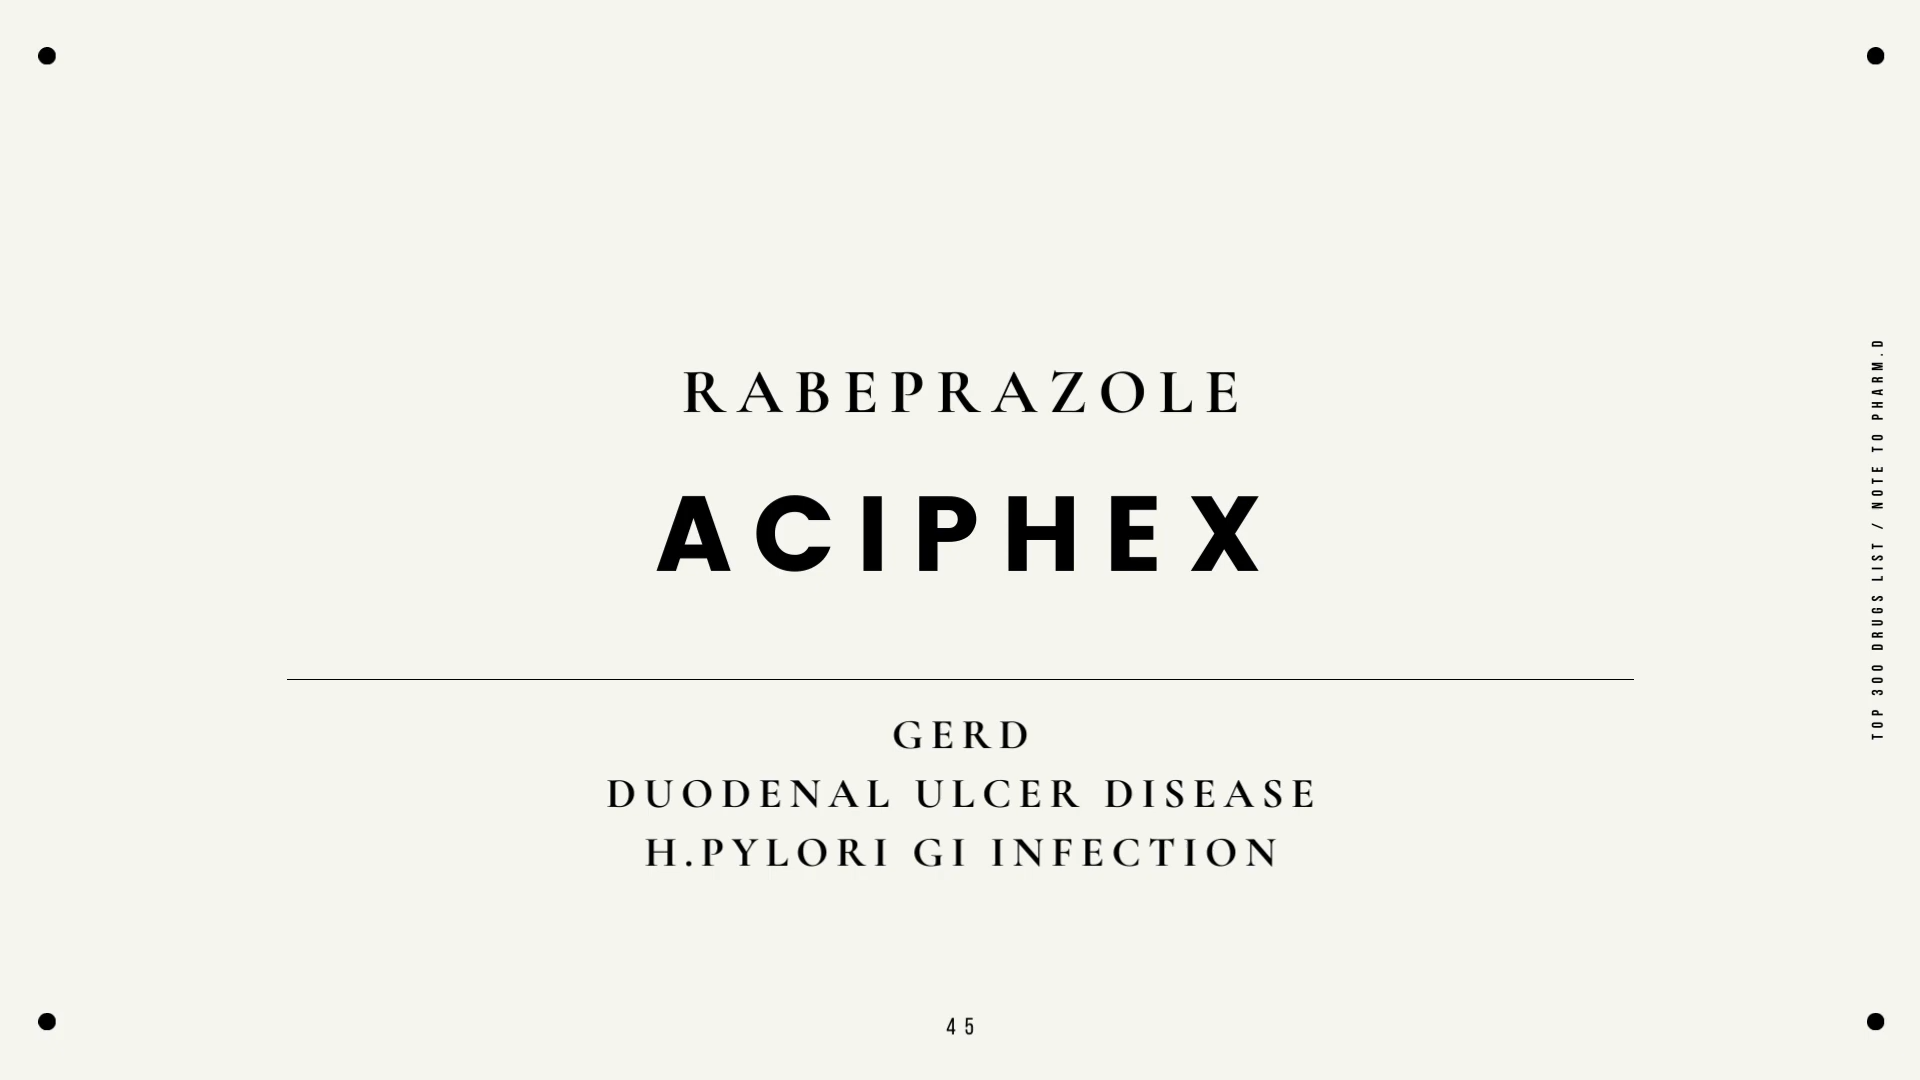 RABEPRAZOLE
ACIPHEX
GERD
DUODENAL ULCER DISEASE
H.PYLORI GI INFECTION
45
TOP 300 DRUGS LIST / NOTE TO PHARM.D